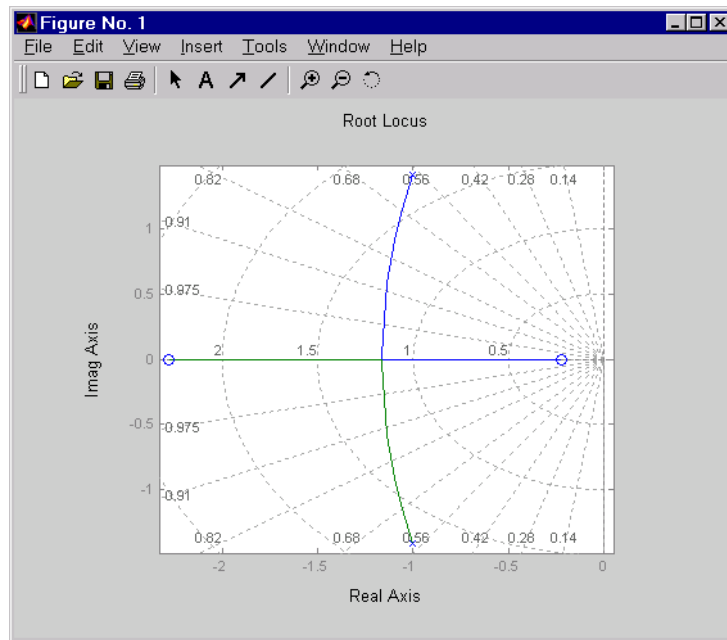 Figure No. 1
File Edit View Insert Tools Window Help
Root Locus
0.82 0.68 0.56 0.42 0.28 0.14
0.91
1
0.975
0.5
2 1.5 1 0.5
0
Imag Axis
0.975
-0.5
0.91
-1
0.82 0.68 0.56 0.42 0.28 0.14
-2 -1.5 -1 -0.5 0
Real Axis